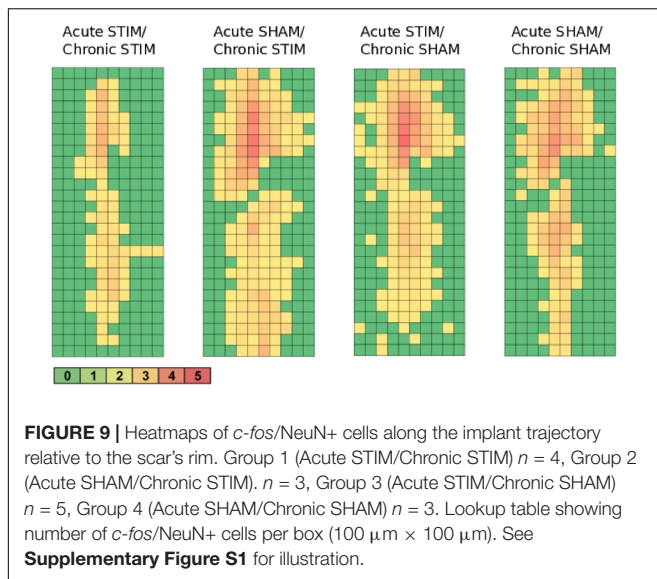 Acute STIM/ Acute SHAM/ Acute STIM/ Acute SHAM/
Chronic STIM Chronic STIM Chronic SHAM Chronic SHAM
0 1 2 3 4 5
FIGURE 9 | Heatmaps of c-fos/NeuN+ cells along the implant trajectory
relative to the scar's rim. Group 1 (Acute STIM/Chronic STIM) n = 4, Group 2
(Acute SHAM/Chronic STIM). n = 3, Group 3 (Acute STIM/Chronic SHAM)
n = 5, Group 4 (Acute SHAM/Chronic SHAM) n = 3. Lookup table showing
number of c-fos/NeuN+ cells per box (100 μm × 100 μm). See
Supplementary Figure S1 for illustration.